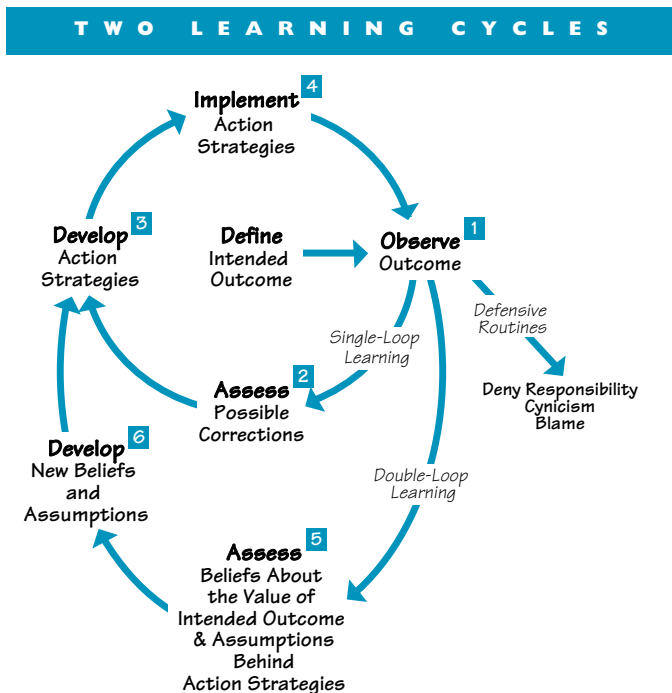 TWO LEARNING CYCLES
4
Implement
Action
Strategies
3
Develop
Action
Strategies
Define
Intended
Outcome
1
Observe
Outcome
Defensive
Routines
Single-Loop
Learning
2
Assess
Possible
Corrections
Deny Responsibility
Cynicism
Blame
6
Develop
New Beliefs
and
Assumptions
Double-Loop
Learning
5
Assess
Beliefs About
the Value of
Intended Outcome
& Assumptions
Behind
Action Strategies